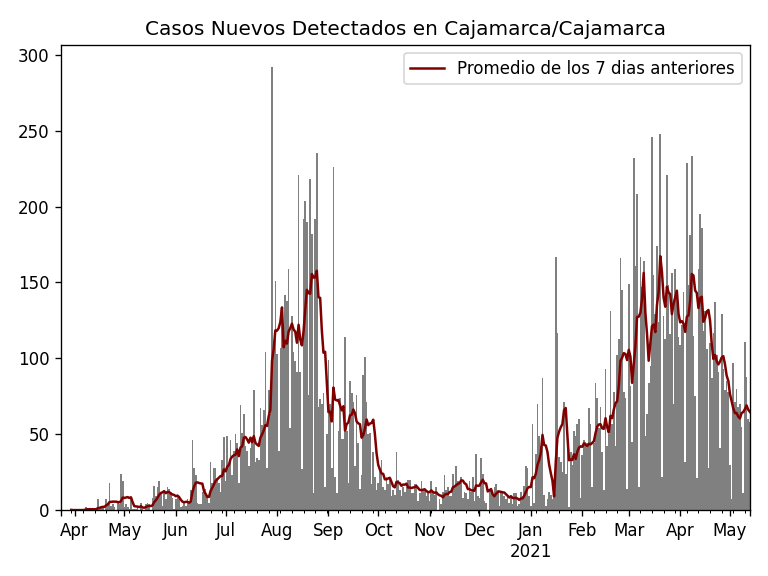 Casos Nuevos Detectados en Cajamarca/Cajamarca
Promedio de los 7 dias anteriores
300
250
200
150
100
50
0
Apr May Jun Jul Aug Sep Oct Nov Dec Jan Feb Mar Apr May
2021